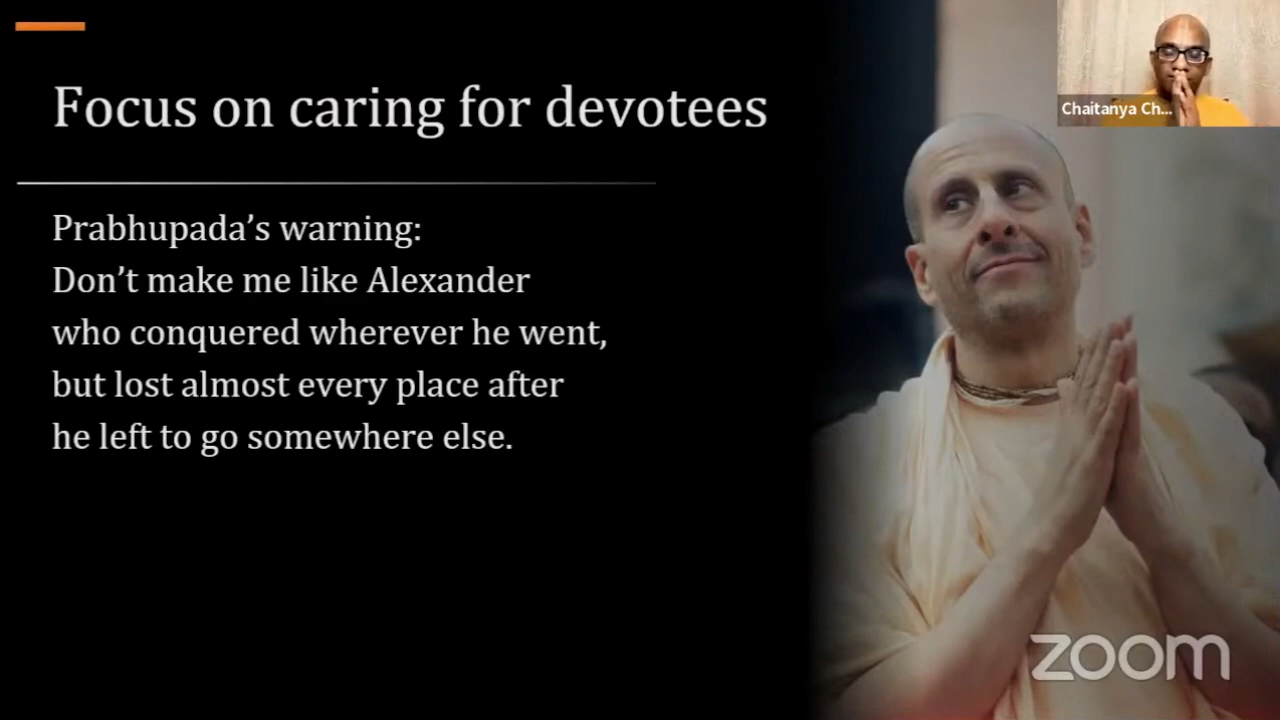 Focus on caring for devotees
Chaitanya Ch...
Prabhupada’s warning:
Don’t make me like Alexander
who conquered wherever he went,
but lost almost every place after
he left to go somewhere else.
zoom